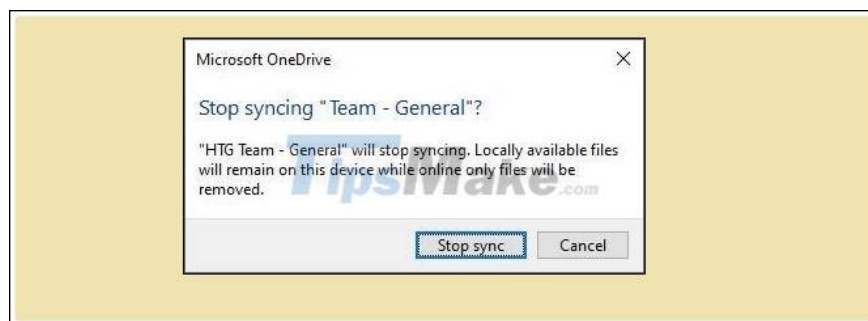 Microsoft OneDrive
Stop syncing "Team - General"?
"HTG Team - General" will stop syncing. Locally available files
will remain on this device while online only files will be
removed.
TipsMake.com
Stop sync
Cancel